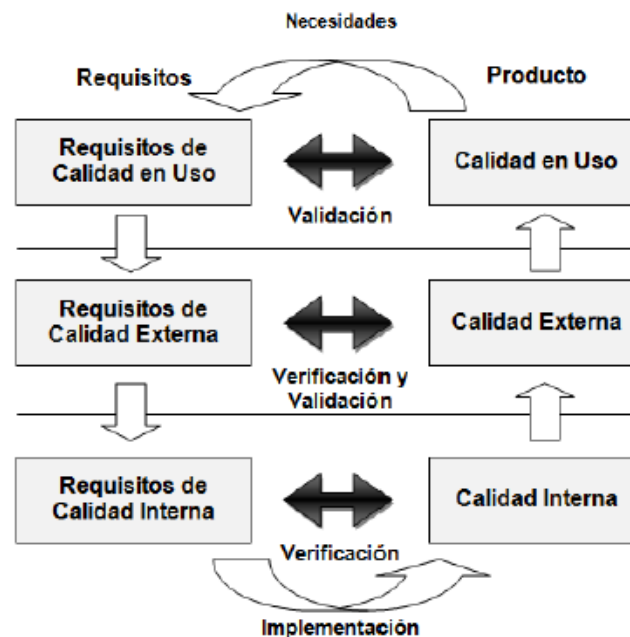 Necesidades
Requisitos
Producto
Requisitos de
Calidad en Uso
Calidad en Uso
Validación
Requisitos de
Calidad Externa
Calidad Externa
Verificación y
Validación
Requisitos de
Calidad Interna
Calidad Interna
Verificación
Implementación